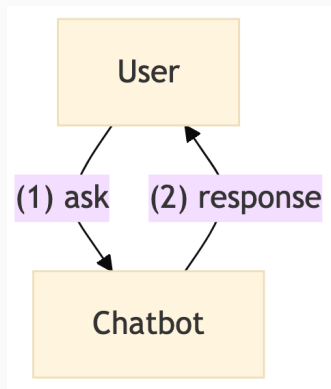 User
(1) ask
(2) response
Chatbot